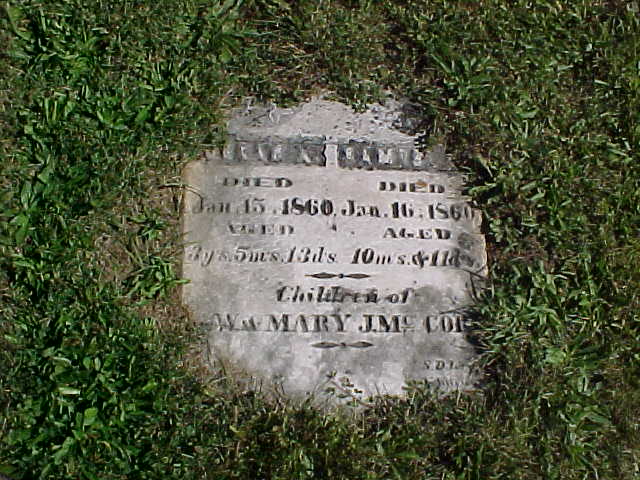 DIED DIED
Jan. 15, 1860. Jan. 16, 1860
AGED AGED
3ys. 5ms. 13ds. 10ms. & 11ds.
Children of
W. & MARY J. Mc COR
S.D.